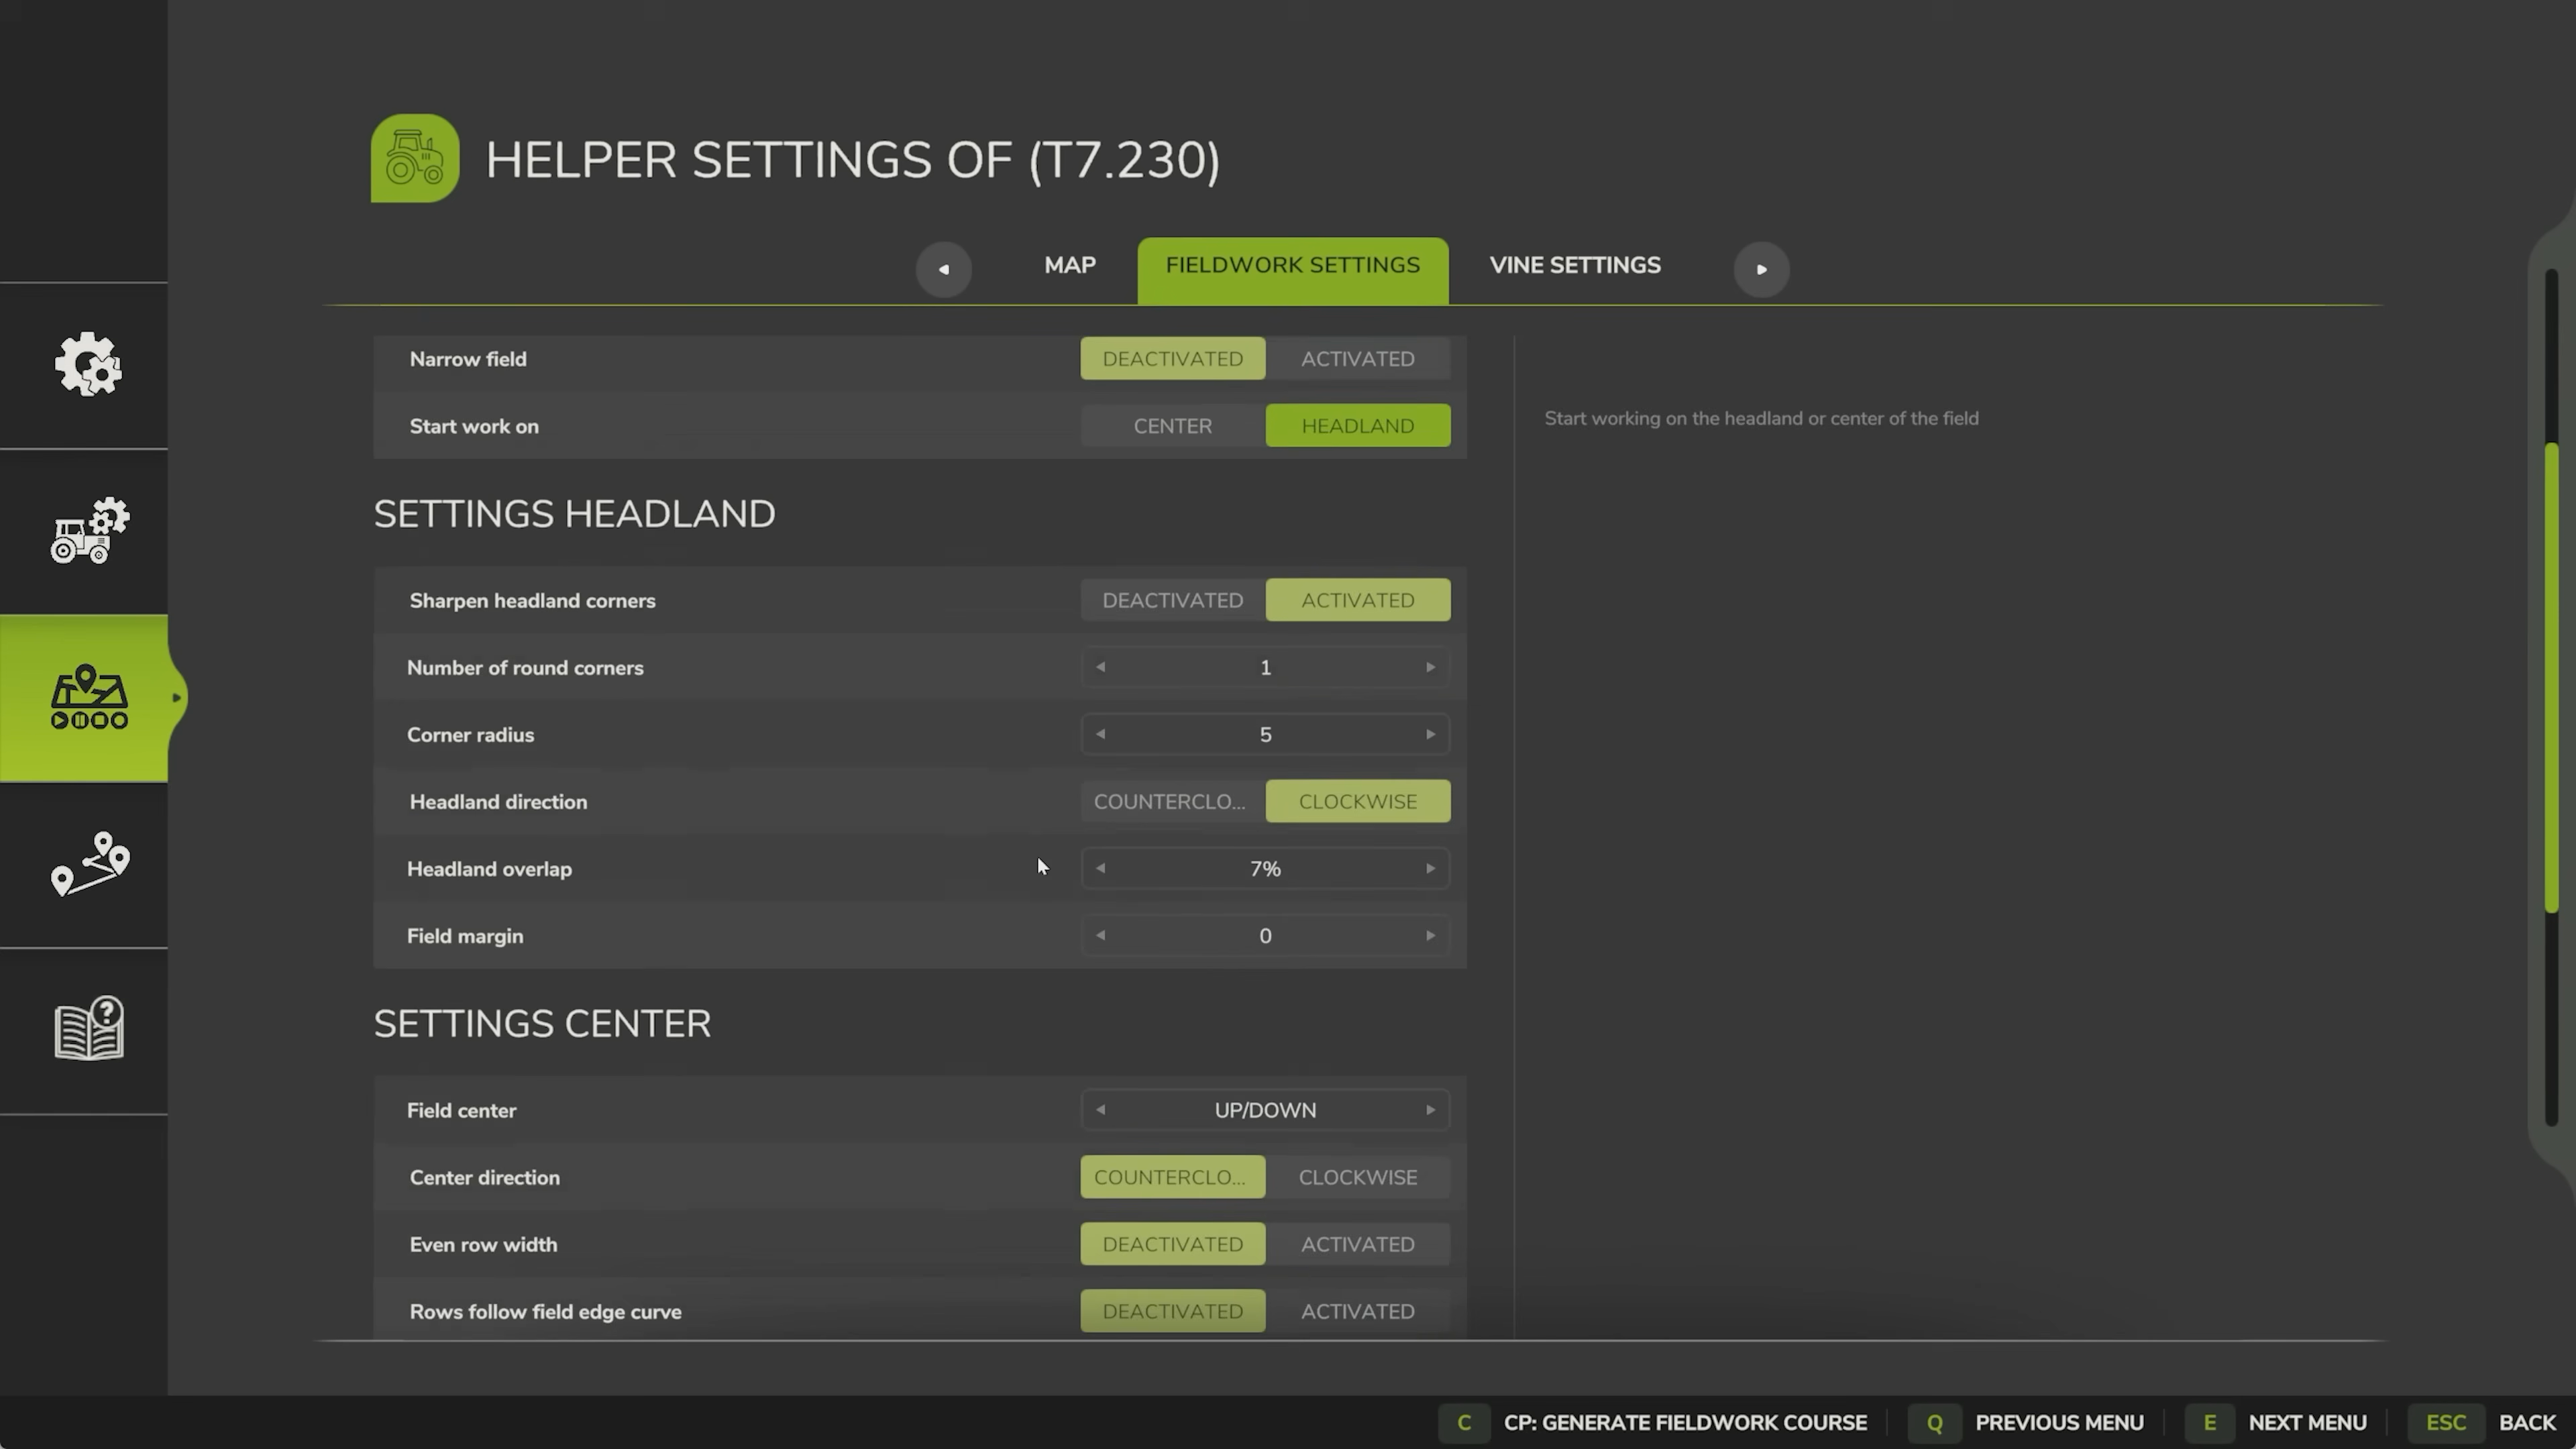 HELPER SETTINGS OF (T7.230)
MAP FIELDWORK SETTINGS VINE SETTINGS
Narrow field DEACTIVATED ACTIVATED
Start work on CENTER HEADLAND
Start working on the headland or center of the field
SETTINGS HEADLAND
Sharpen headland corners DEACTIVATED ACTIVATED
Number of round corners 1
Corner radius 5
Headland direction COUNTERCLO... CLOCKWISE
Headland overlap 7%
Field margin 0
SETTINGS CENTER
Field center UP/DOWN
Center direction COUNTERCLO... CLOCKWISE
Even row width DEACTIVATED ACTIVATED
Rows follow field edge curve DEACTIVATED ACTIVATED
C CP: GENERATE FIELDWORK COURSE Q PREVIOUS MENU E NEXT MENU ESC BACK